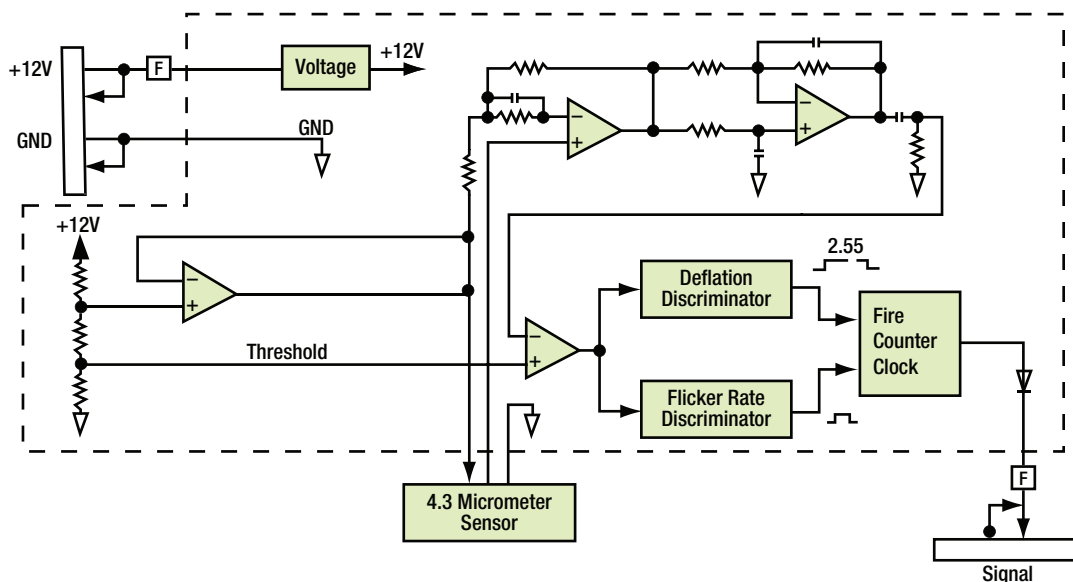 +12V
F
Voltage
+12V
GND
GND
+12V
−
+
−
+
−
+
Threshold
−
+
Deflation
Discriminator
2.55
Fire
Counter
Clock
Flicker Rate
Discriminator
4.3 Micrometer
Sensor
F
Signal